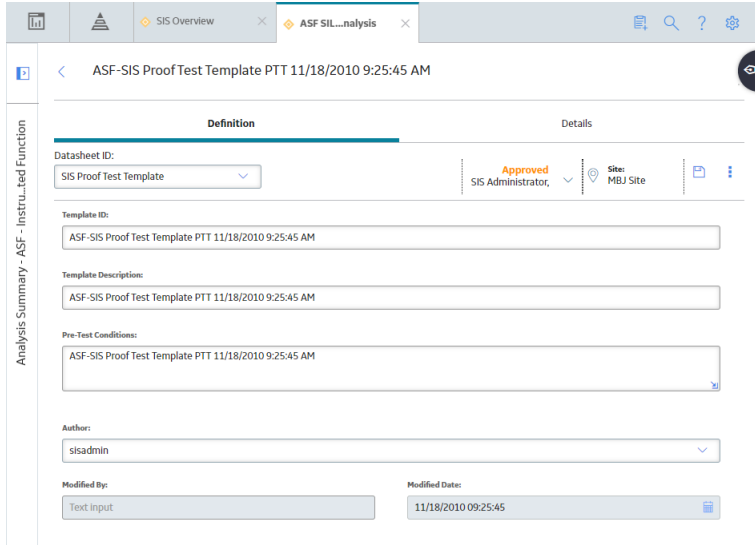 SIS Overview
ASF SIL...nalysis
ASF-SIS Proof Test Template PTT 11/18/2010 9:25:45 AM
Definition
Details
Datasheet ID:
SIS Proof Test Template
Approved
SIS Administrator,
Site:
MBJ Site
Analysis Summary - ASF - Instru...ted Function
Template ID:
ASF-SIS Proof Test Template PTT 11/18/2010 9:25:45 AM
Template Description:
ASF-SIS Proof Test Template PTT 11/18/2010 9:25:45 AM
Pre-Test Conditions:
ASF-SIS Proof Test Template PTT 11/18/2010 9:25:45 AM
Author:
sisadmin
Modified By:
Modified Date:
Text input
11/18/2010 09:25:45